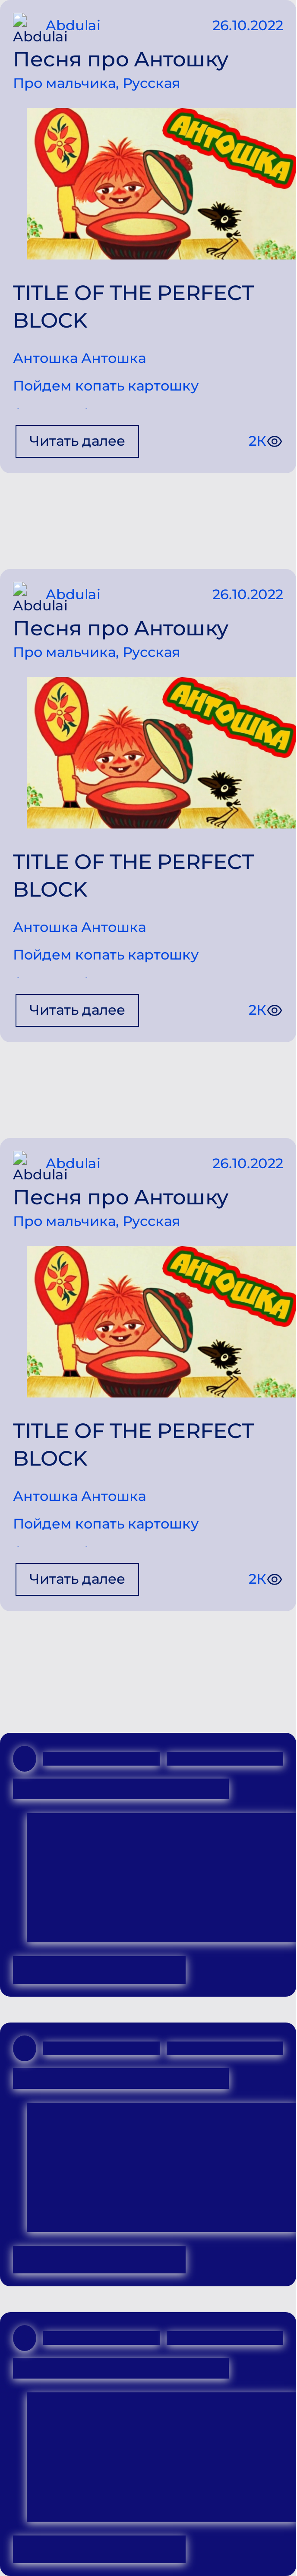 Abdulai
26.10.2022
Abdulai
Песня про Антошку
Про мальчика, Русская
АНТОШКА
TITLE OF THE PERFECT
BLOCK
Антошка Антошка
Пойдем копать картошку
Читать далее
2K
Abdulai
26.10.2022
Abdulai
Песня про Антошку
Про мальчика, Русская
АНТОШКА
TITLE OF THE PERFECT
BLOCK
Антошка Антошка
Пойдем копать картошку
Читать далее
2K
Abdulai
26.10.2022
Abdulai
Песня про Антошку
Про мальчика, Русская
АНТОШКА
TITLE OF THE PERFECT
BLOCK
Антошка Антошка
Пойдем копать картошку
Читать далее
2K